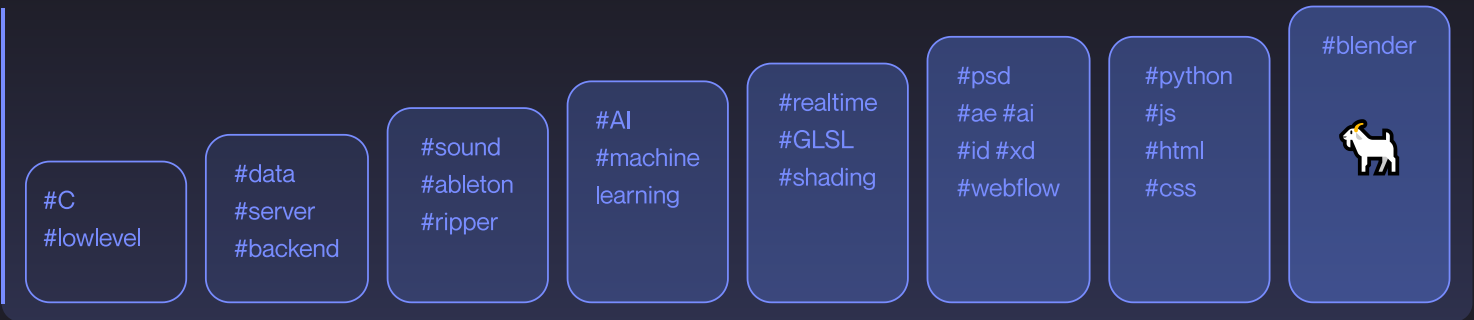 #C
#lowlevel
#data
#server
#backend
#sound
#ableton
#ripper
#AI
#machine
learning
#realtime
#GLSL
#shading
#psd
#ae #ai
#id #xd
#webflow
#python
#js
#html
#css
#blender